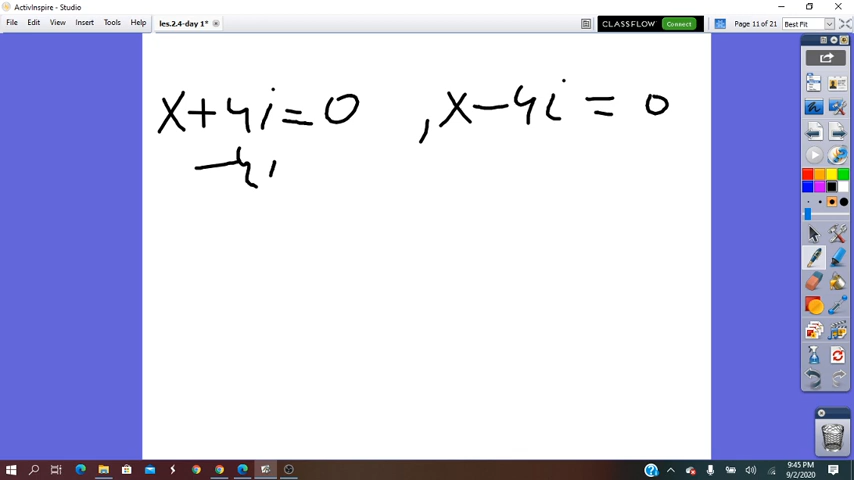 ActivInspire - Studio
File Edit View Insert Tools Help
les.2.4-day 1*
CLASSFLOW Connect
Page 11 of 21 Best Fit
x+4i=0 , x-4i = 0
-4i
9:45 PM
9/2/2020